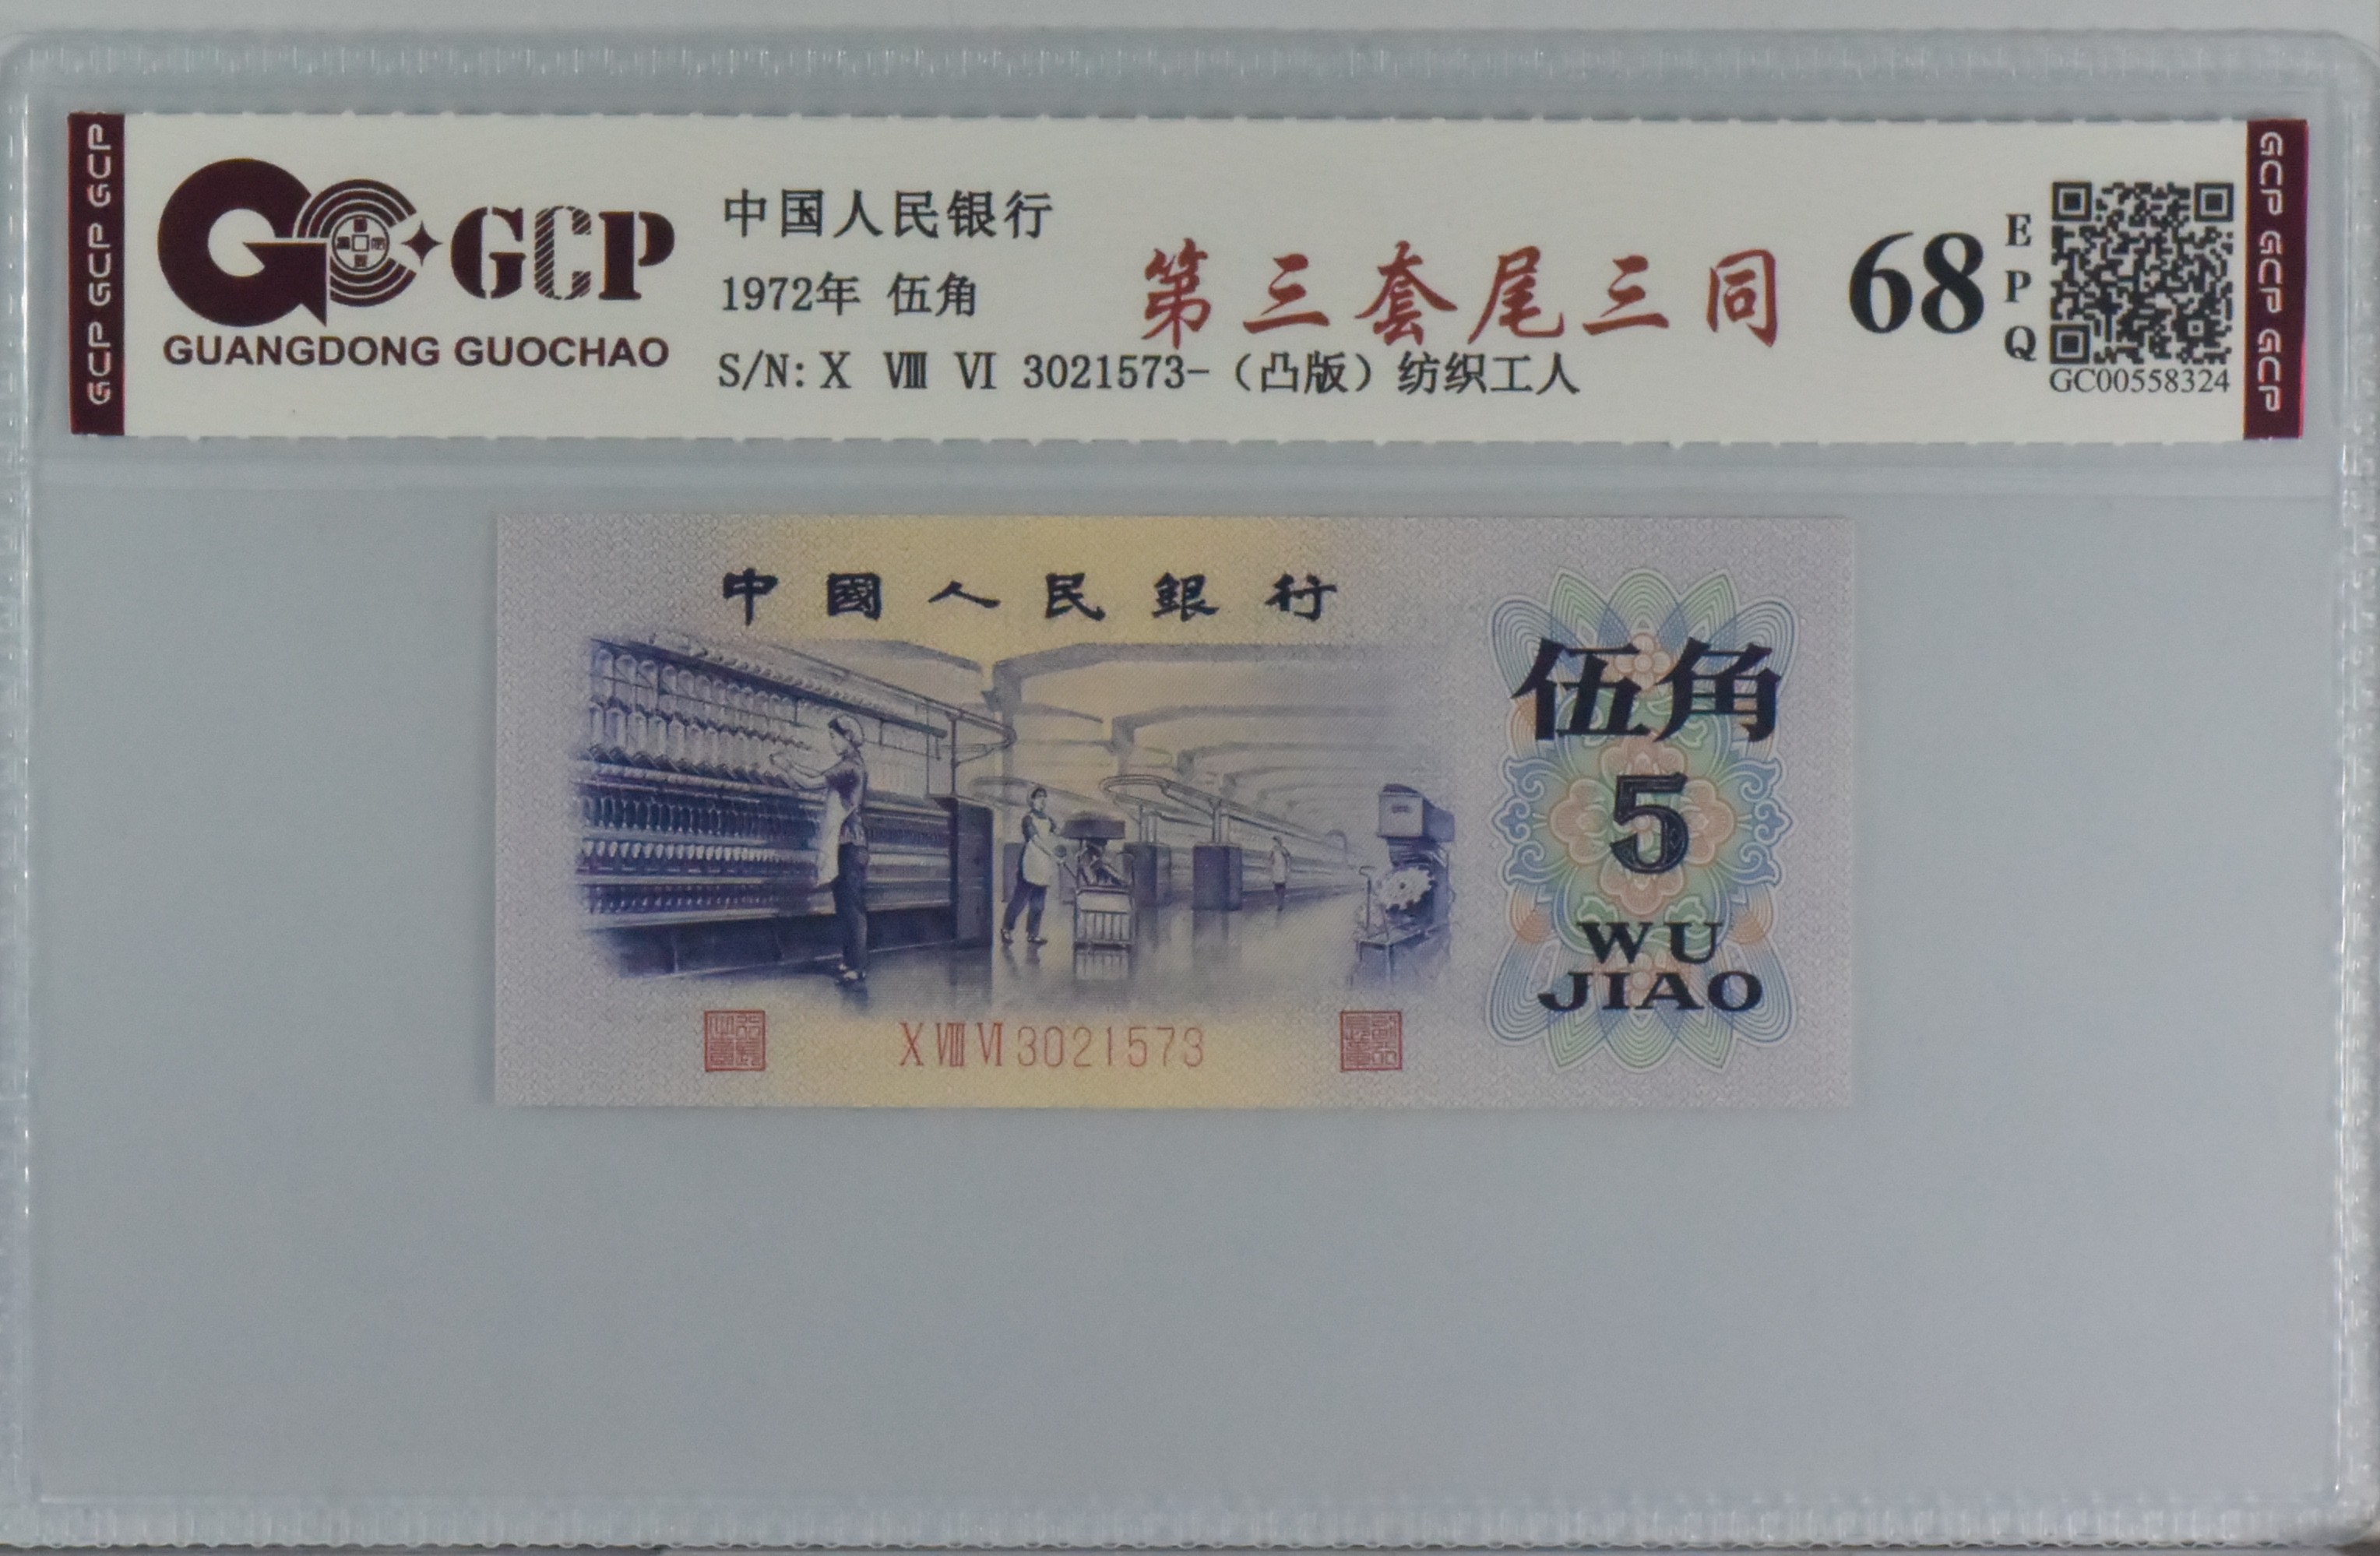 GCP GCP GCP
GCP
GUANGDONG GUOCHAO
中国人民银行
1972年 伍角
第三套尾三同
S/N: X Ⅷ Ⅵ 3021573-（凸版）纺织工人
68
EPQ
GC00558324
GCP GCP GCP
中國人民銀行
伍角
5
WU
JIAO
X Ⅷ Ⅵ 3021573